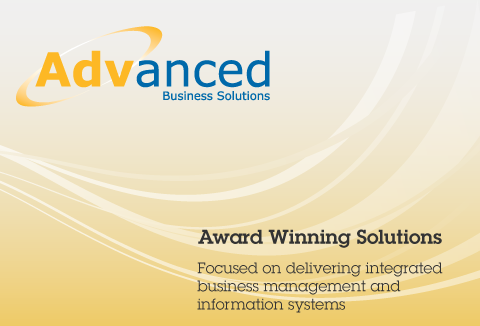 Advanced
Business Solutions
Award Winning Solutions
Focused on delivering integrated
business management and
information systems